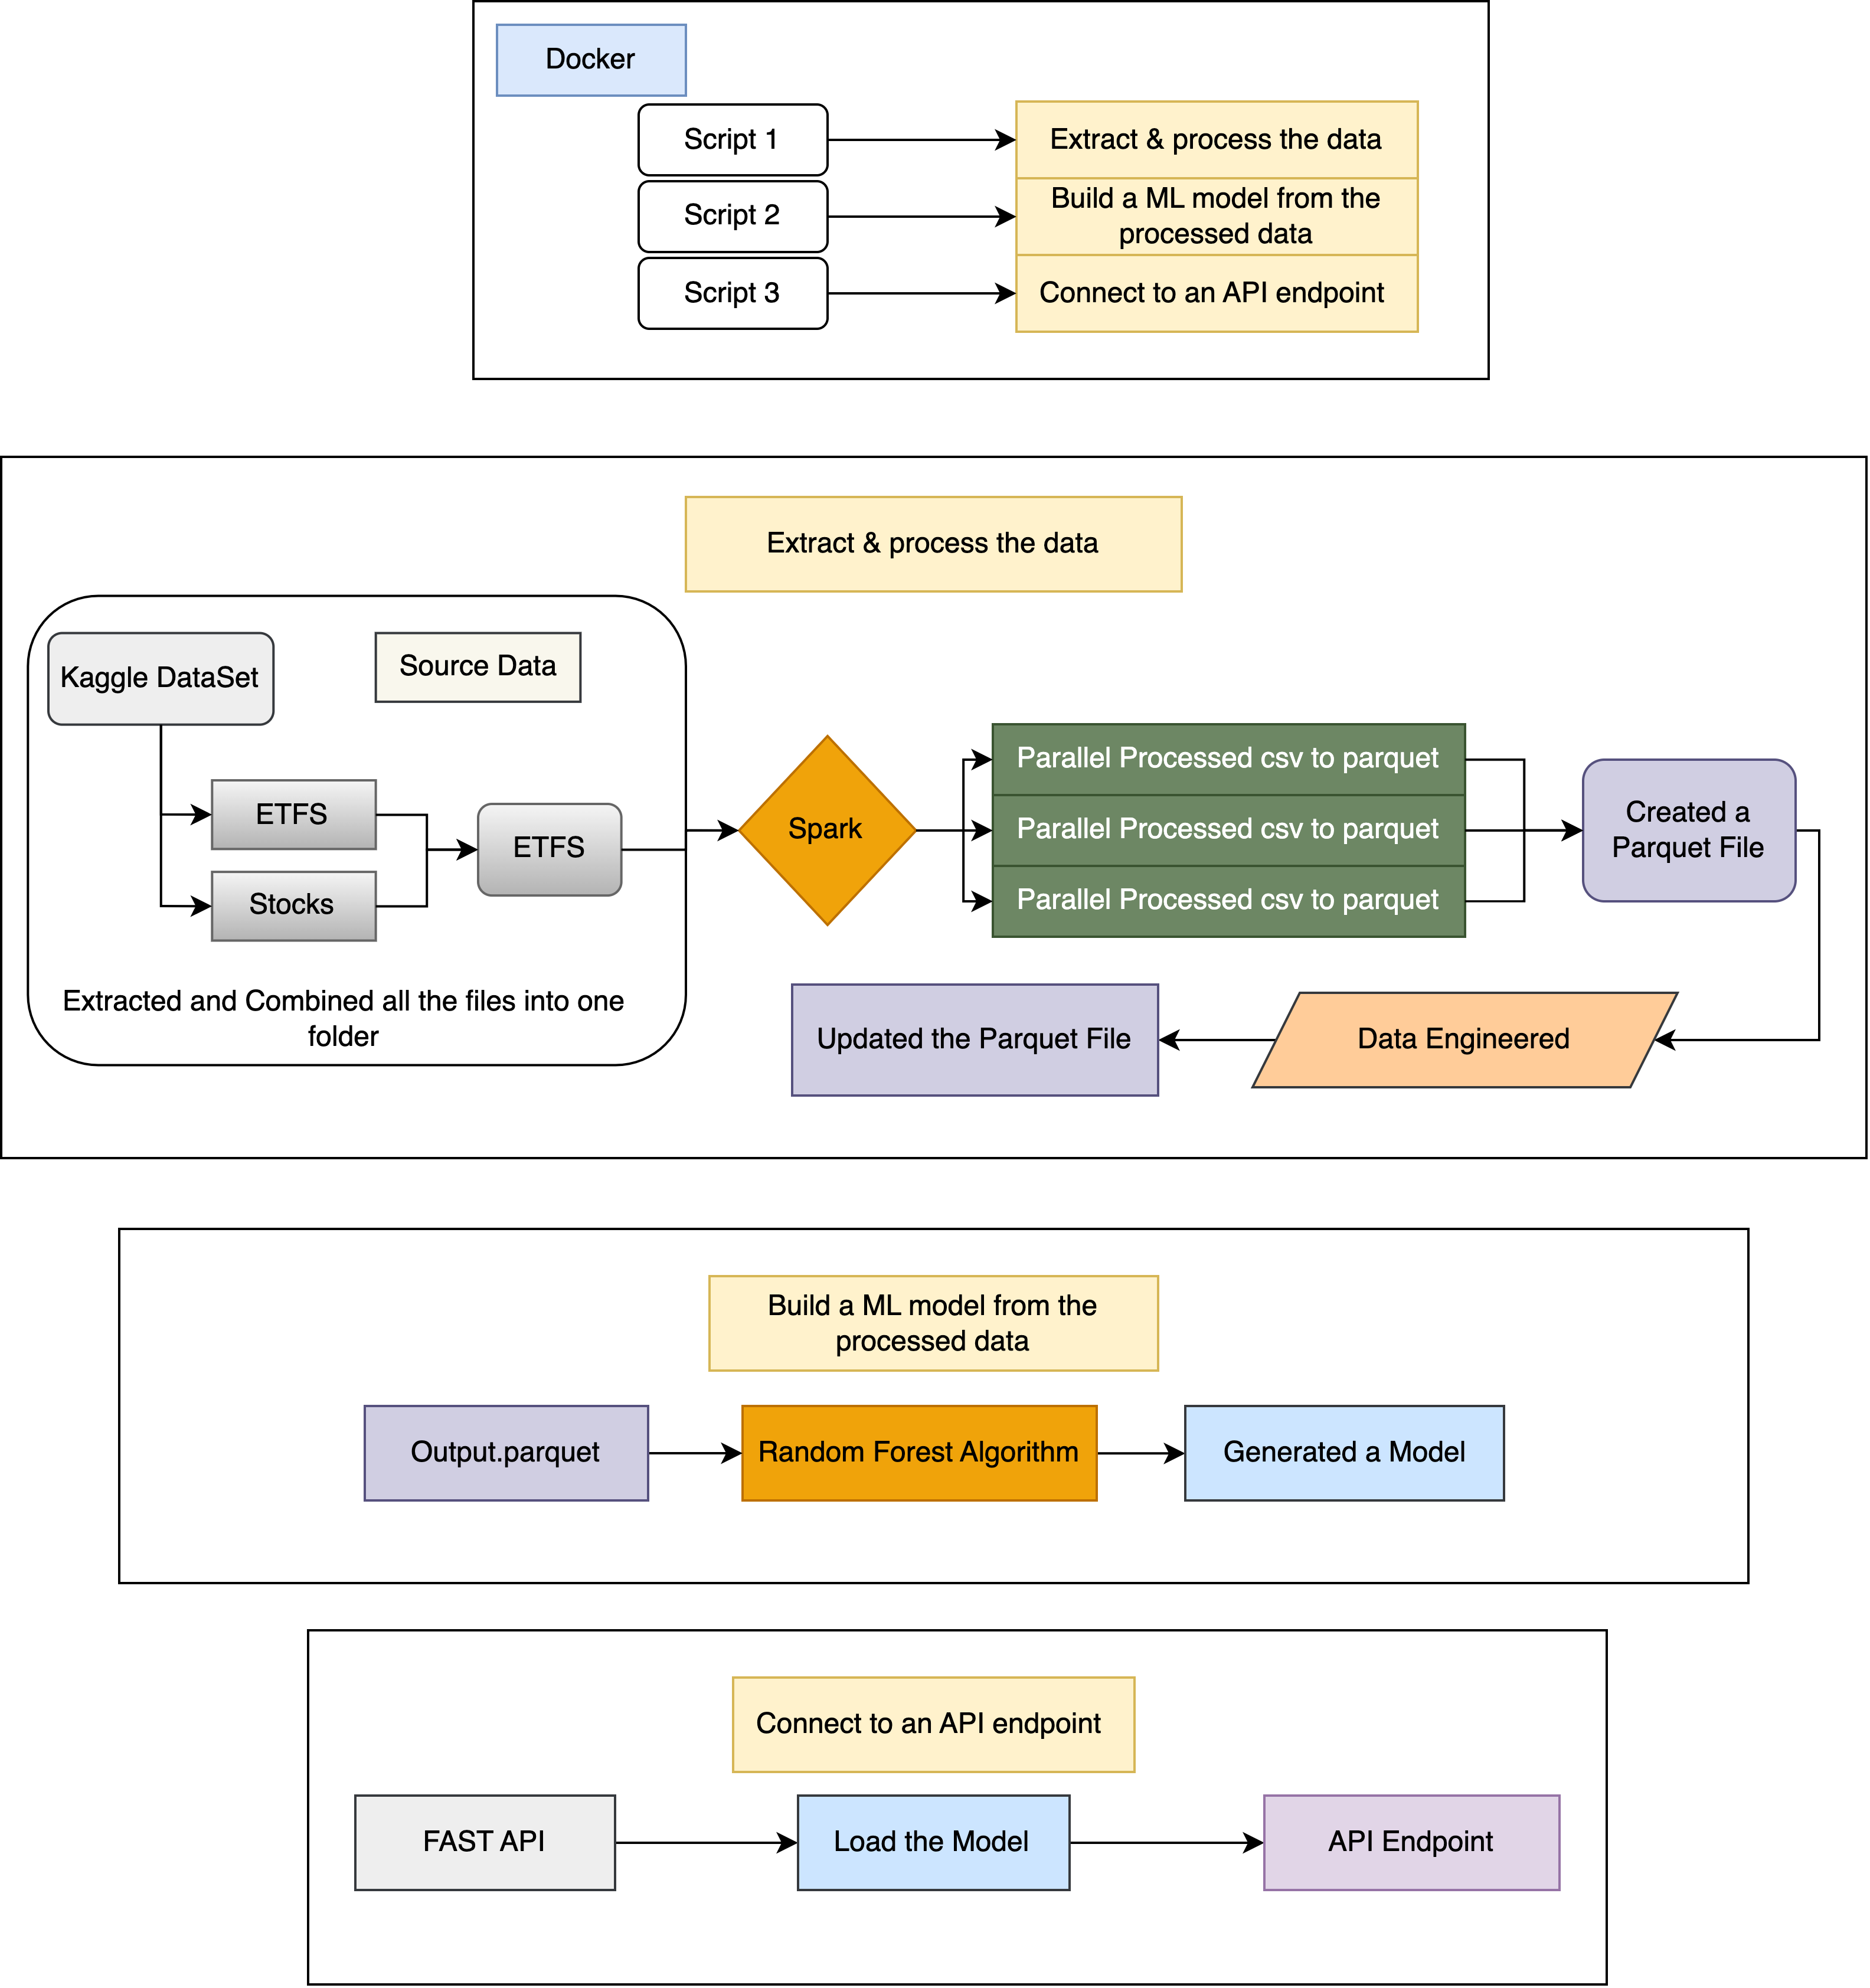 Docker
Script 1
Extract & process the data
Script 2
Build a ML model from the
processed data
Script 3
Connect to an API endpoint
Extract & process the data
Kaggle DataSet
Source Data
ETFS
Stocks
ETFS
Extracted and Combined all the files into one
folder
Spark
Parallel Processed csv to parquet
Parallel Processed csv to parquet
Parallel Processed csv to parquet
Created a
Parquet File
Data Engineered
Updated the Parquet File
Build a ML model from the
processed data
Output.parquet
Random Forest Algorithm
Generated a Model
Connect to an API endpoint
FAST API
Load the Model
API Endpoint